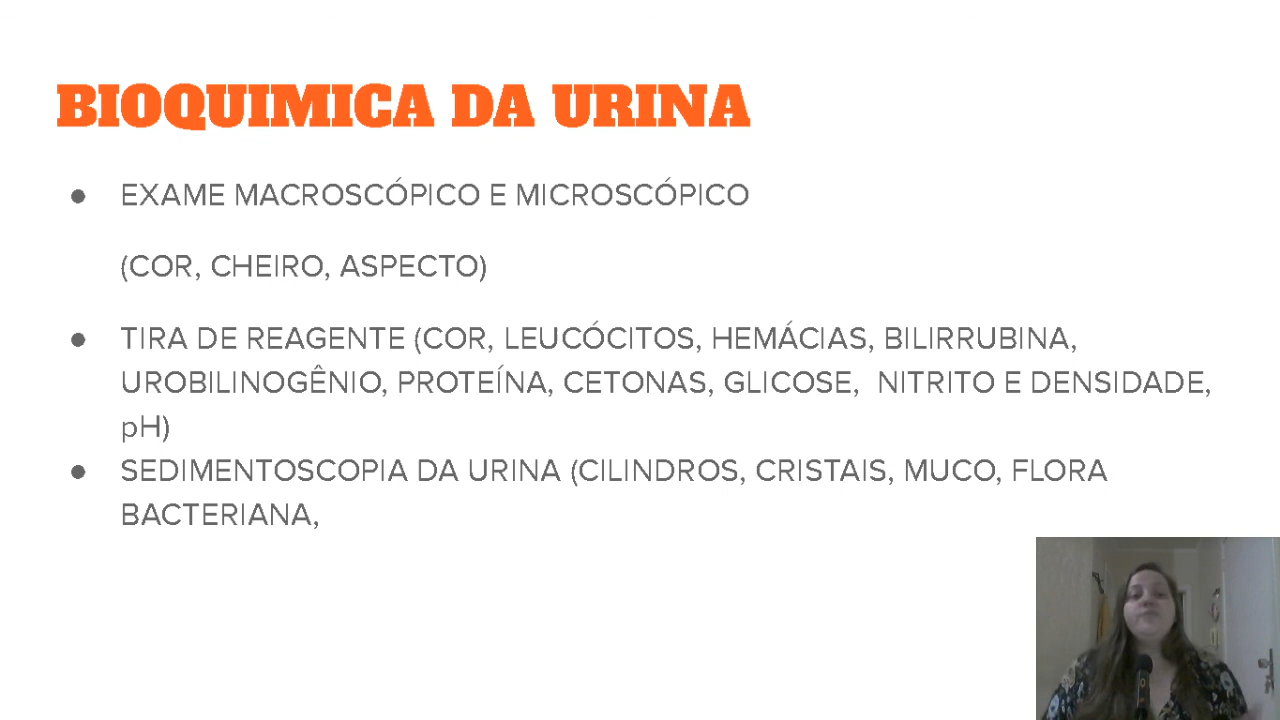 BIOQUIMICA DA URINA
● EXAME MACROSCÓPICO E MICROSCÓPICO
(COR, CHEIRO, ASPECTO)
● TIRA DE REAGENTE (COR, LEUCÓCITOS, HEMÁCIAS, BILIRRUBINA,
UROBILINOGÊNIO, PROTEÍNA, CETONAS, GLICOSE, NITRITO E DENSIDADE,
pH)
● SEDIMENTOSCOPIA DA URINA (CILINDROS, CRISTAIS, MUCO, FLORA
BACTERIANA,